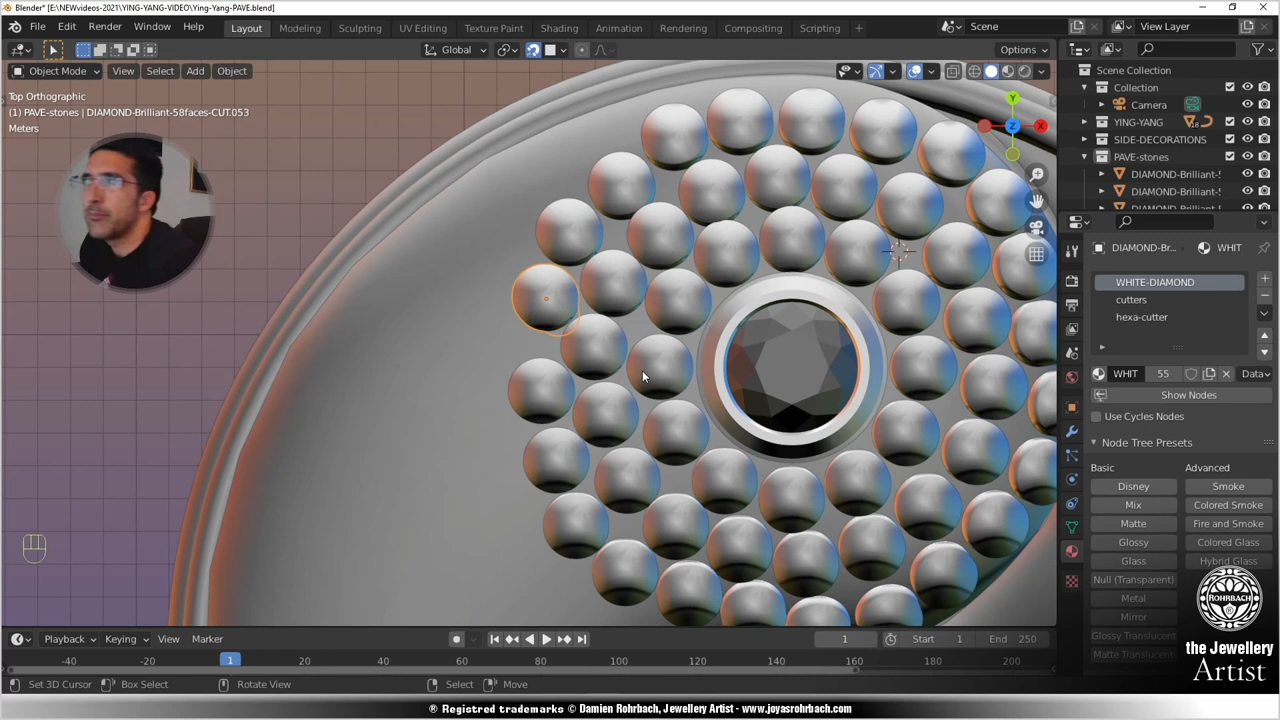 Blender* [E:\NEWvideos-2021\YING-YANG-VIDEO\Ying-Yang-PAVE.blend]
File Edit Render Window Help Layout Modeling Sculpting UV Editing Texture Paint Shading Animation Rendering Compositing Scripting + Scene View Layer
Global Options
Object Mode View Select Add Object
Top Orthographic
(1) PAVE-stones | DIAMOND-Brilliant-58faces-CUT.053
Meters
Y
X
Z
Scene Collection
Collection
Camera
YING-YANG
18
SIDE-DECORATIONS
PAVE-stones
DIAMOND-Brilliant-
DIAMOND-Brilliant-
DIAMOND-Br... WHIT
WHITE-DIAMOND
cutters
hexa-cutter
WHIT 55 Data
Show Nodes
Use Cycles Nodes
Node Tree Presets
Basic Advanced
Disney Smoke
Mix Colored Smoke
Matte Fire and Smoke
Glossy Colored Glass
Glass Hybrid Glass
Null (Transparent)
Metal
Mirror
Glossy Translucent
Matte Translucent
ROHRBACH
the Jewellery
Artist
Playback Keying View Marker 1 Start 1 End 250
-40 -20 1 20 40 60 80 100 120 140 160 180 200
Set 3D Cursor Box Select Rotate View Select Move
® Registered trademarks © Damien Rohrbach, Jewellery Artist - www.joyasrohrbach.com